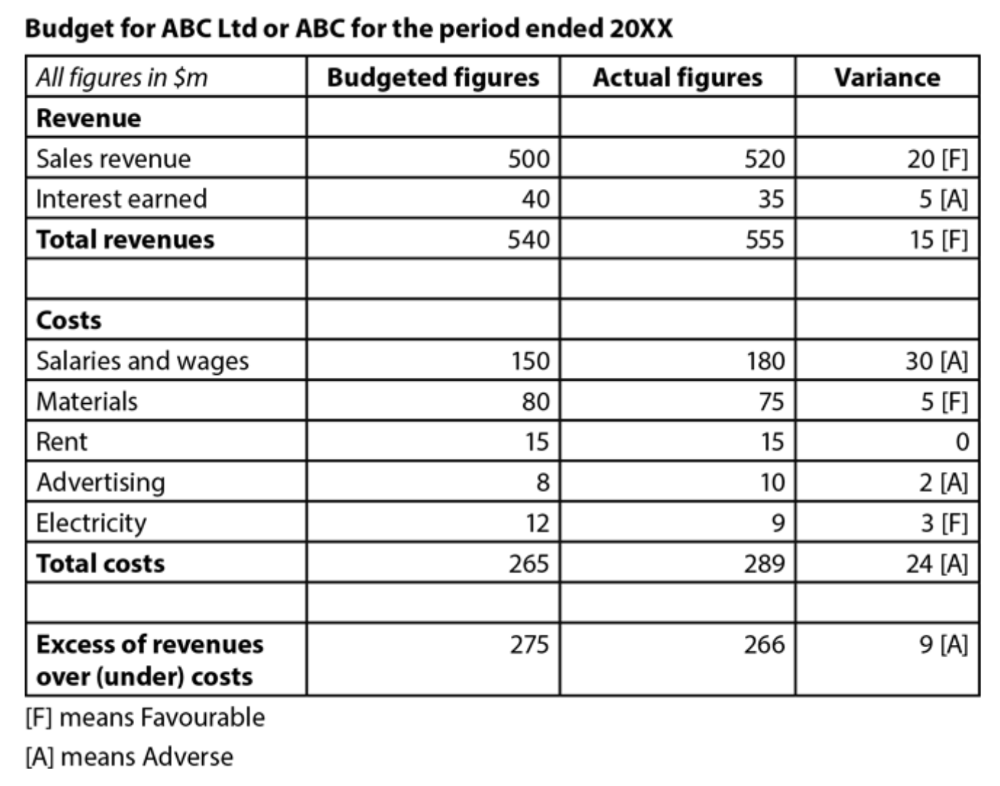 Budget for ABC Ltd or ABC for the period ended 20XX
All figures in $m Budgeted figures Actual figures Variance
Revenue
Sales revenue 500 520 20 [F]
Interest earned 40 35 5 [A]
Total revenues 540 555 15 [F]
Costs
Salaries and wages 150 180 30 [A]
Materials 80 75 5 [F]
Rent 15 15 0
Advertising 8 10 2 [A]
Electricity 12 9 3 [F]
Total costs 265 289 24 [A]
Excess of revenues 275 266 9 [A]
over (under) costs
[F] means Favourable
[A] means Adverse